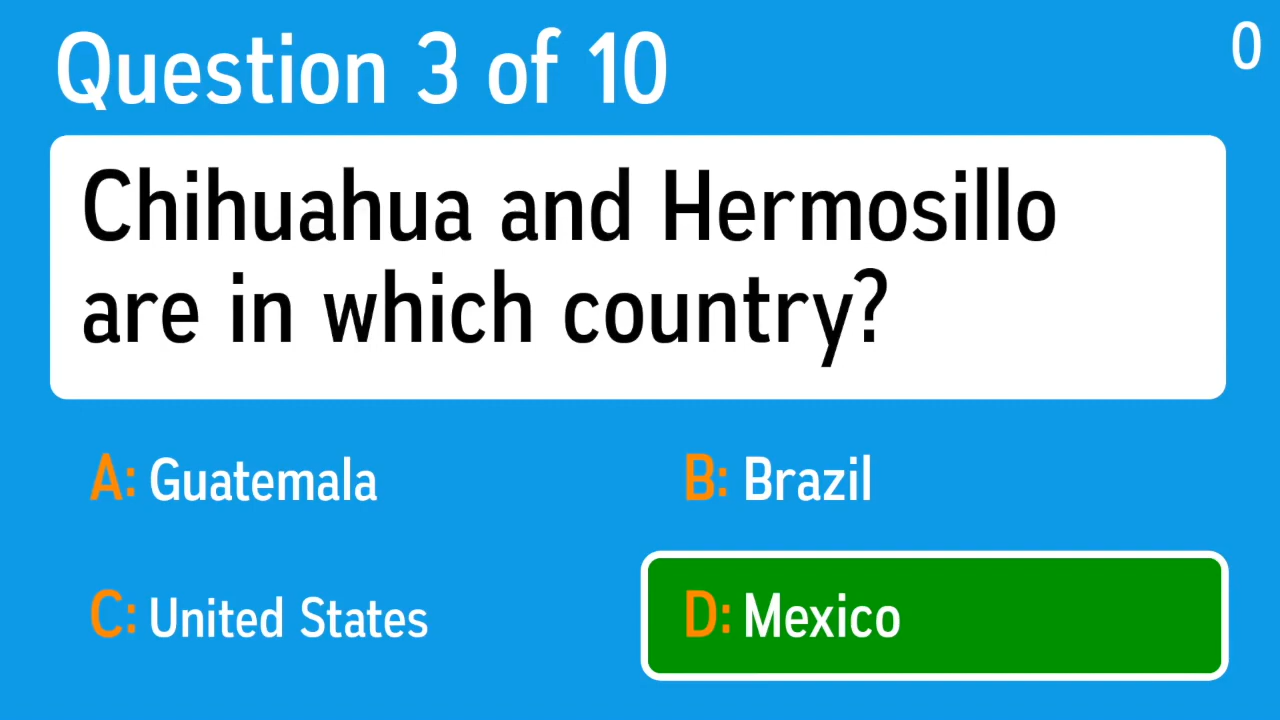 Question 3 of 10
0
Chihuahua and Hermosillo
are in which country?
A: Guatemala
B: Brazil
C: United States
D: Mexico